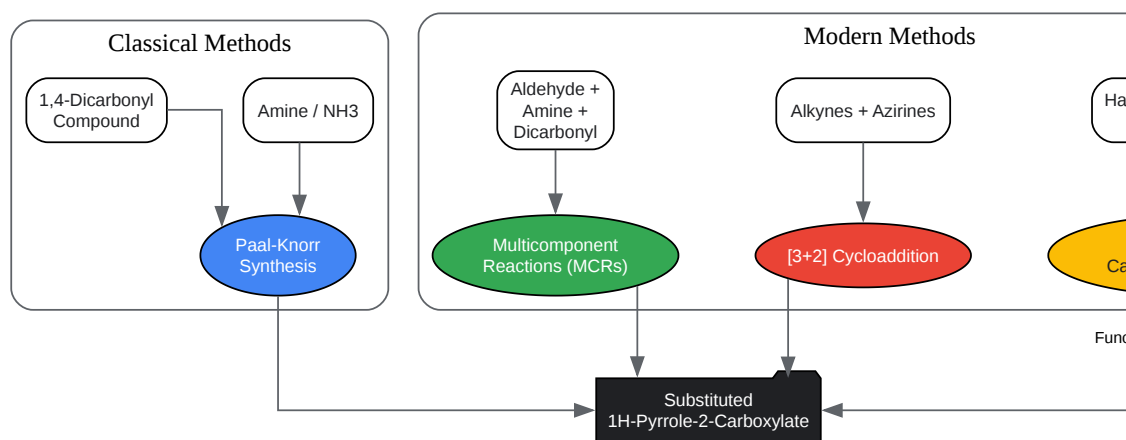 Classical Methods
1,4-Dicarbonyl
Compound
Amine / NH3
Paal-Knorr
Synthesis
Modern Methods
Aldehyde +
Amine +
Dicarbonyl
Alkynes + Azirines
Multicomponent
Reactions (MCRs)
[3+2] Cycloaddition
Substituted
1H-Pyrrole-2-Carboxylate